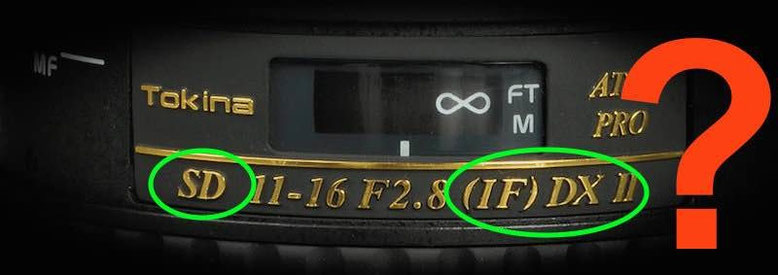 MF
Tokina
∞ FT
M
AT
PRO
SD 11-16 F2.8 (IF) DX II
?